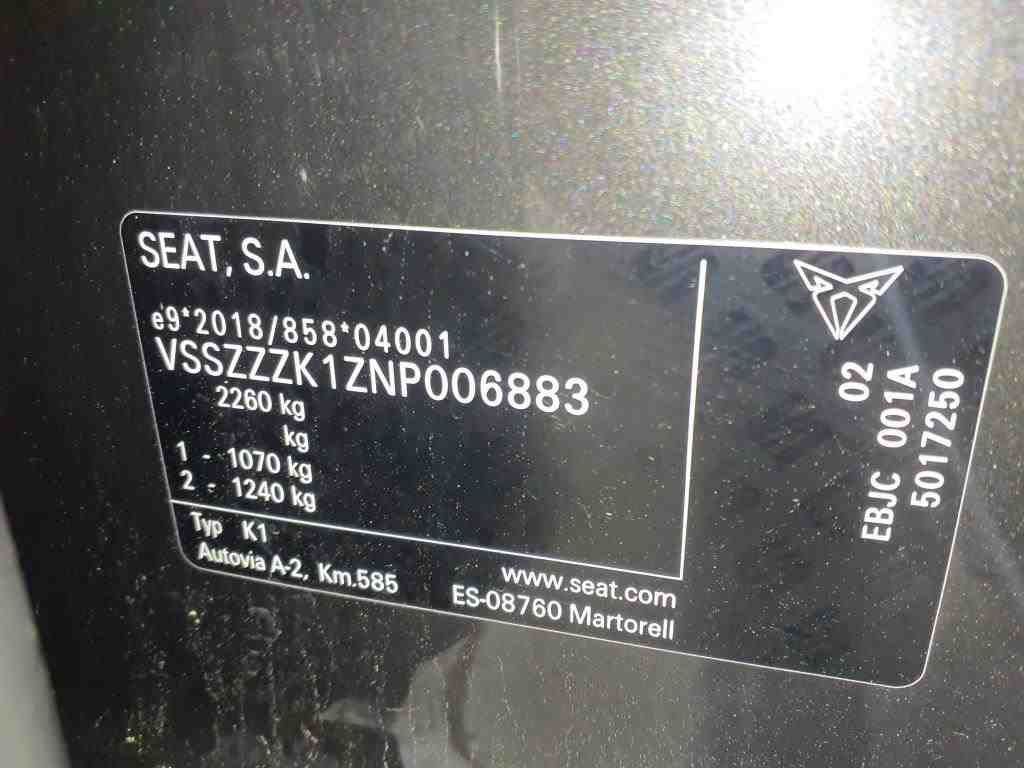 SEAT, S.A.
e9*2018/858*04001
VSSZZZK1ZNP006883
2260 kg
kg
1 - 1070 kg
2 - 1240 kg
Typ K1
www.seat.com
Autovia A-2, Km.585
ES-08760 Martorell
02
EBJC 001A
5017250